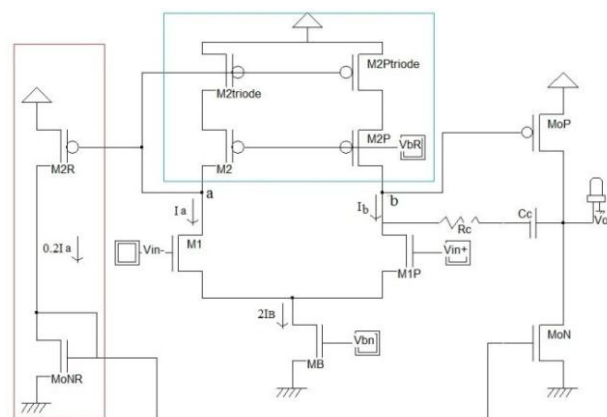 M2triode
M2Ptriode
M2R
M2
M2P
VbR
MoP
a
b
Ia
Ib
Rc
Cc
0.2Ia
Vin-
M1
M1P
Vin+
2IB
Vbn
MB
MoNR
MoN